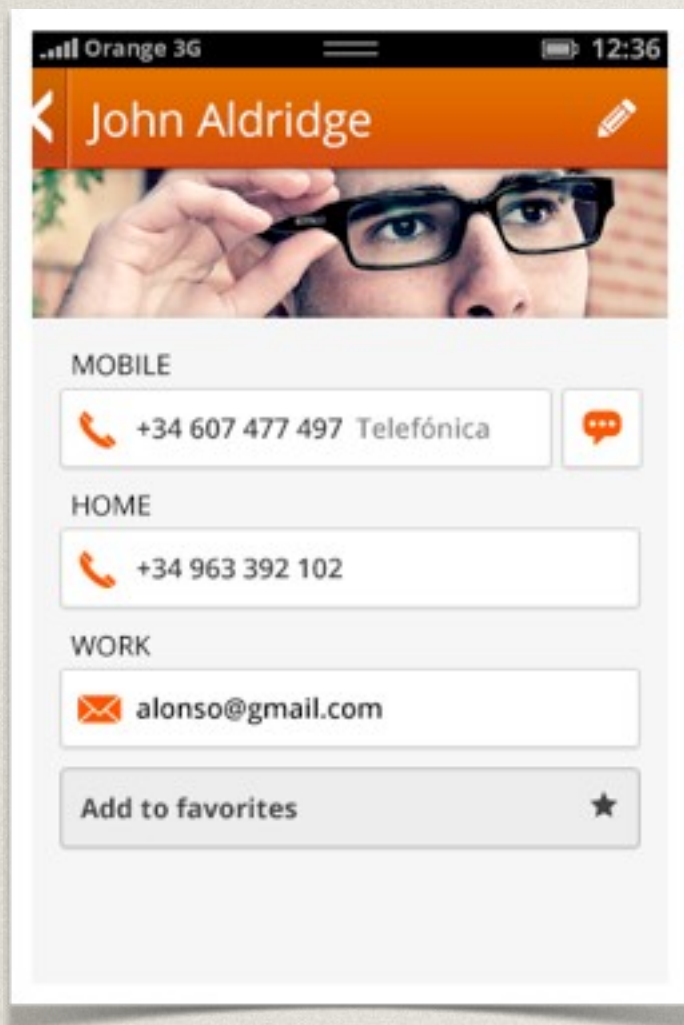 Orange 3G 12:36
John Aldridge
MOBILE
+34 607 477 497 Telefónica
HOME
+34 963 392 102
WORK
alonso@gmail.com
Add to favorites